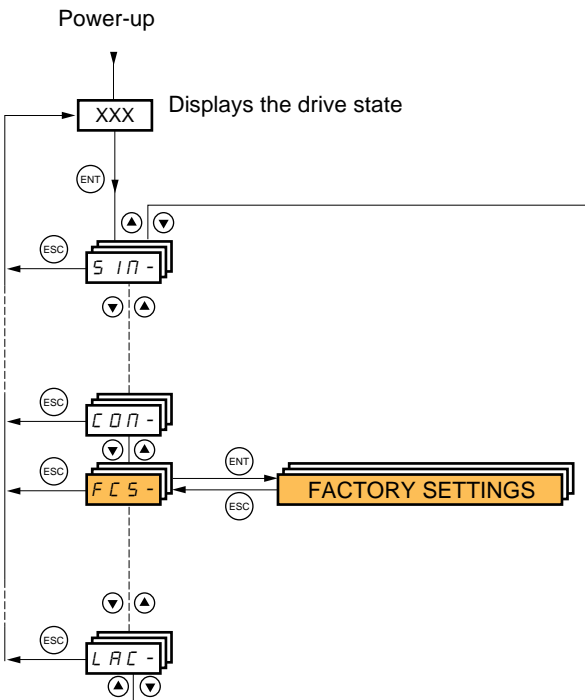 Power-up
XXX
Displays the drive state
ENT
ESC
SIM-
ESC
COM-
ESC
FCS-
ENT
ESC
FACTORY SETTINGS
ESC
LAC-